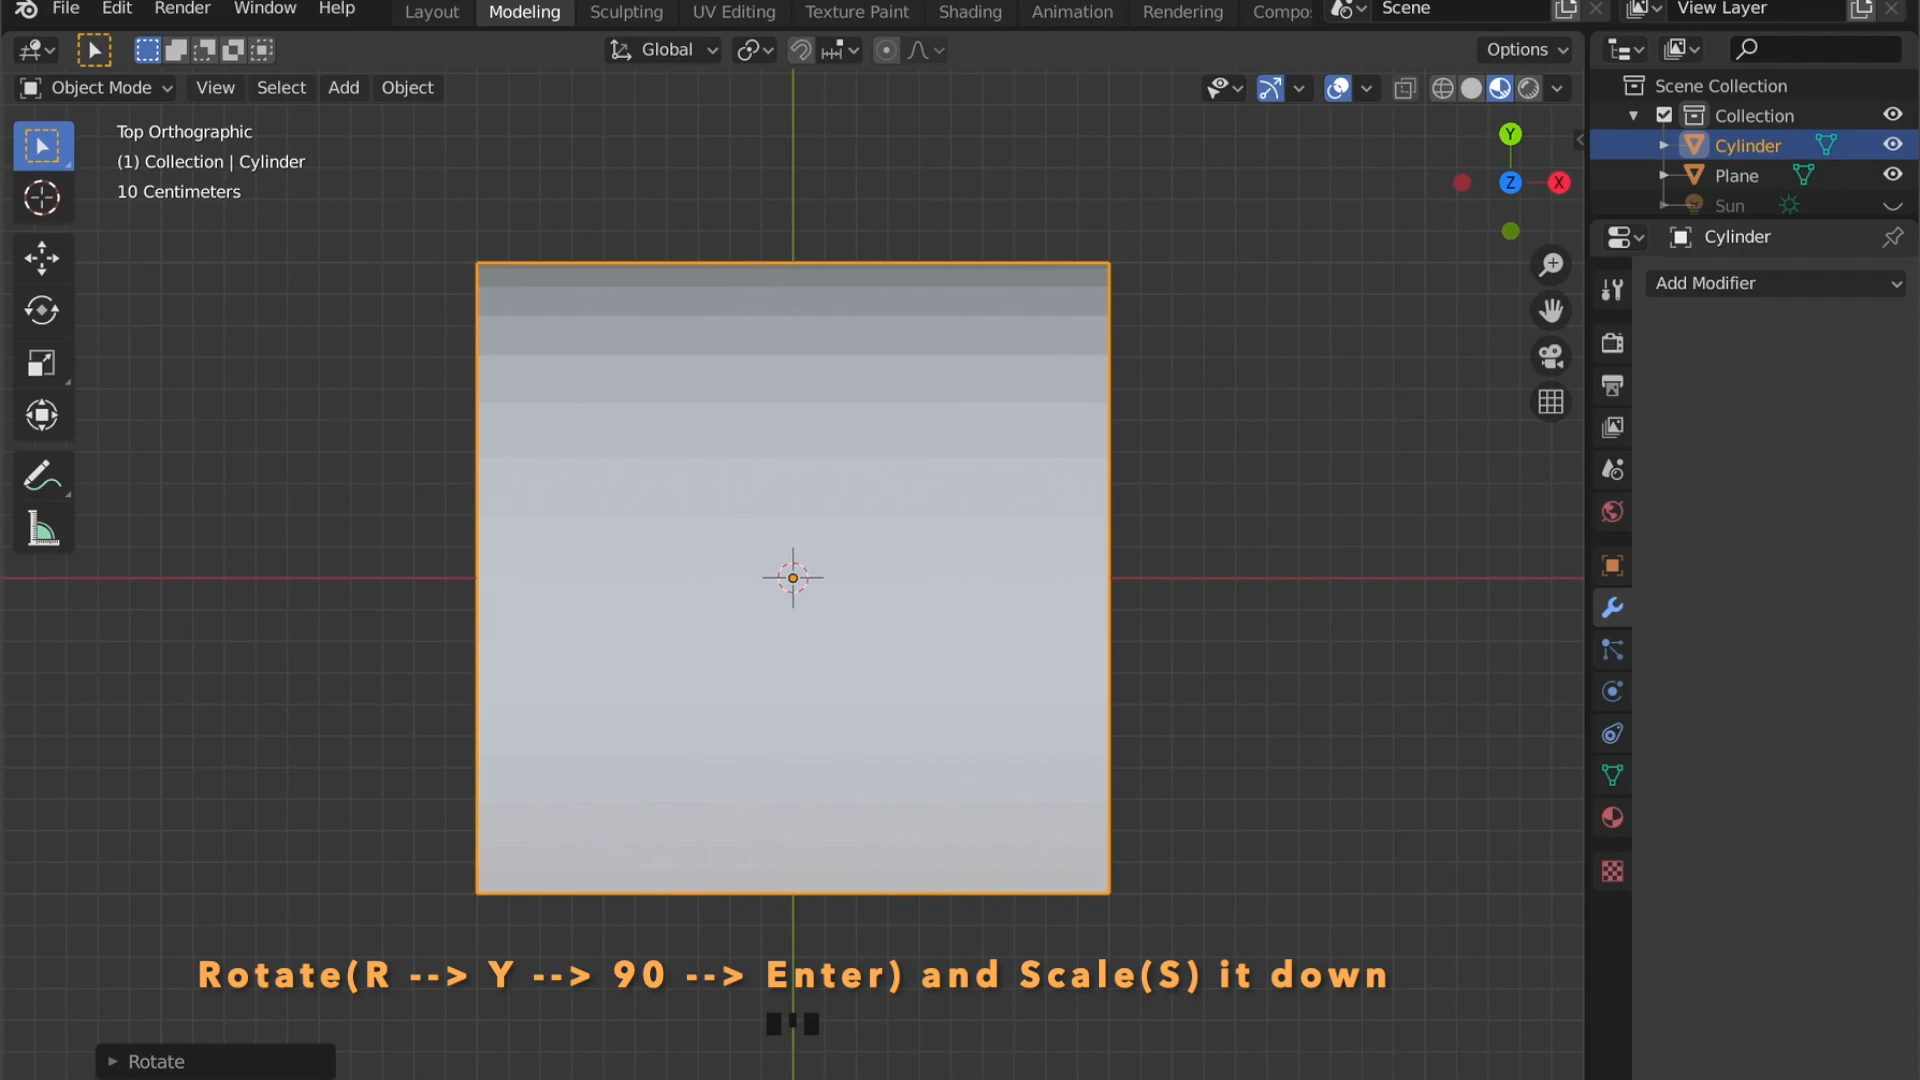 File Edit Render Window Help
Layout Modeling Sculpting UV Editing Texture Paint Shading Animation Rendering Compo
Scene
View Layer
Global
Options
Object Mode View Select Add Object
Top Orthographic
(1) Collection | Cylinder
10 Centimeters
Y
Z
X
Scene Collection
Collection
Cylinder
Plane
Sun
Cylinder
Add Modifier
Rotate(R --> Y --> 90 --> Enter) and Scale(S) it down
Rotate